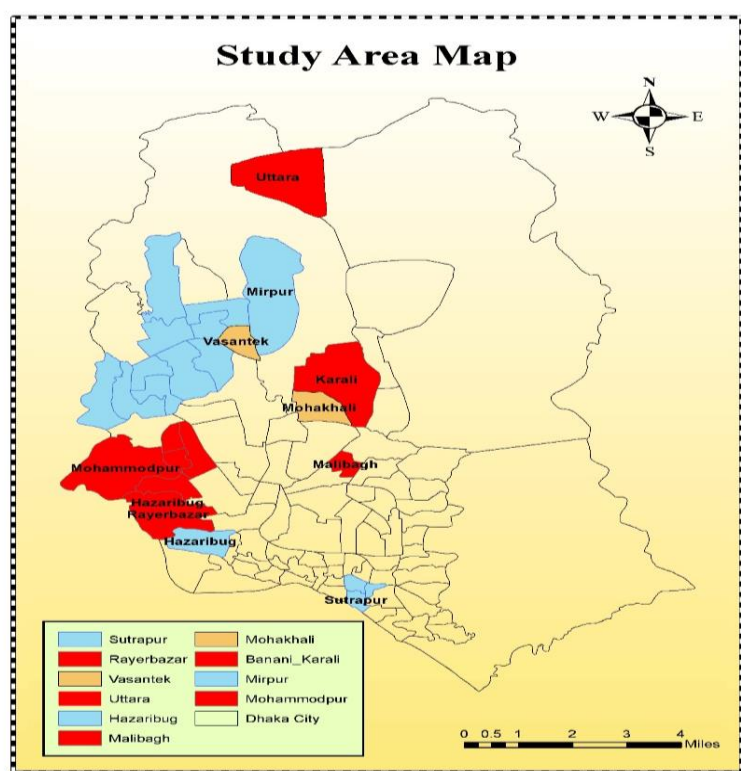 Study Area Map
N
W E
S
Uttara
Mirpur
Vasantek
Karali
Mohakhali
Malibagh
Mohammodpur
Hazaribug
Rayerbazar
Hazaribug
Sutrapur
Sutrapur
Rayerbazar
Vasantek
Uttara
Hazaribug
Malibagh
Mohakhali
Banani_Karali
Mirpur
Mohammodpur
Dhaka City
0 0.5 1 2 3 4
Miles